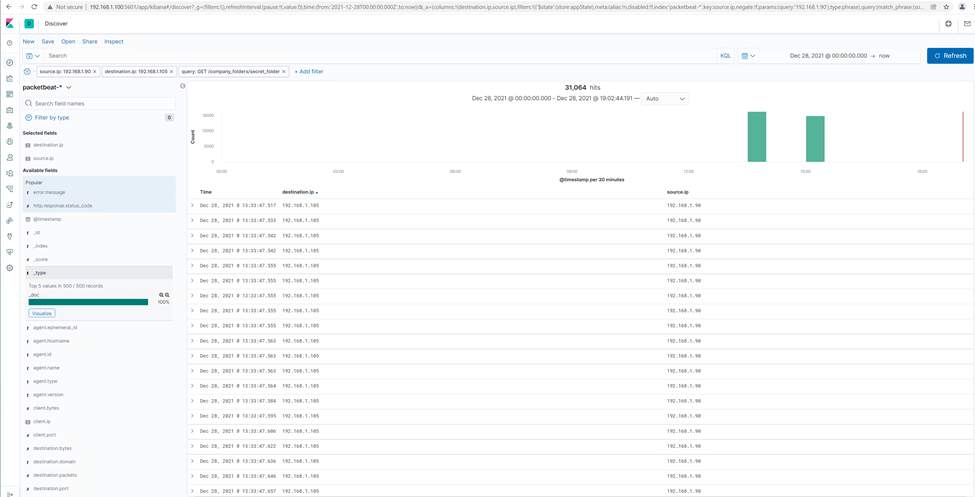 Not Secure 192.168.1.100:5601/app/kibana#/discover?_g=(filters:!(),refreshInterval:(pause:!t,value:0),time:(from:'2021-12-28T00:00:00.000Z',to:now))&_a=(columns:!(destination.ip,source.ip),filters:!(('$state':(store:appState),meta:(alias:!n,disabled:!f,index:'packetbeat-*',key:source.ip,negate:!f,params:(query:'192.168.1.90'),type:phrase),query:(match_phrase:(so...
D Discover
New Save Open Share Inspect
Search KQL Dec 28, 2021 @ 00:00:00.000 → now Refresh
source.ip: 192.168.1.90 × destination.ip: 192.168.1.105 × query: GET /company_folders/secret_folder × + Add filter
packetbeat-*
Search field names
Filter by type 0
Selected fields
destination.ip
source.ip
Available fields
Popular
error.message
http.response.status_code
@timestamp
_id
_index
_score
_type
Top 5 values in 500 / 500 records
_doc
100%
Visualize
agent.ephemeral_id
agent.hostname
agent.id
agent.name
agent.type
agent.version
client.bytes
client.ip
client.port
destination.bytes
destination.domain
destination.packets
destination.port
31,064 hits
Dec 28, 2021 @ 00:00:00.000 - Dec 28, 2021 @ 19:02:44.191 — Auto
Count
15000
10000
5000
0
00:00 03:00 06:00 09:00 12:00 15:00 18:00
@timestamp per 30 minutes
Time destination.ip source.ip
Dec 28, 2021 @ 13:33:47.517 192.168.1.105 192.168.1.90
Dec 28, 2021 @ 13:33:47.533 192.168.1.105 192.168.1.90
Dec 28, 2021 @ 13:33:47.542 192.168.1.105 192.168.1.90
Dec 28, 2021 @ 13:33:47.542 192.168.1.105 192.168.1.90
Dec 28, 2021 @ 13:33:47.555 192.168.1.105 192.168.1.90
Dec 28, 2021 @ 13:33:47.555 192.168.1.105 192.168.1.90
Dec 28, 2021 @ 13:33:47.555 192.168.1.105 192.168.1.90
Dec 28, 2021 @ 13:33:47.555 192.168.1.105 192.168.1.90
Dec 28, 2021 @ 13:33:47.555 192.168.1.105 192.168.1.90
Dec 28, 2021 @ 13:33:47.563 192.168.1.105 192.168.1.90
Dec 28, 2021 @ 13:33:47.563 192.168.1.105 192.168.1.90
Dec 28, 2021 @ 13:33:47.563 192.168.1.105 192.168.1.90
Dec 28, 2021 @ 13:33:47.564 192.168.1.105 192.168.1.90
Dec 28, 2021 @ 13:33:47.584 192.168.1.105 192.168.1.90
Dec 28, 2021 @ 13:33:47.595 192.168.1.105 192.168.1.90
Dec 28, 2021 @ 13:33:47.606 192.168.1.105 192.168.1.90
Dec 28, 2021 @ 13:33:47.622 192.168.1.105 192.168.1.90
Dec 28, 2021 @ 13:33:47.636 192.168.1.105 192.168.1.90
Dec 28, 2021 @ 13:33:47.646 192.168.1.105 192.168.1.90
Dec 28, 2021 @ 13:33:47.657 192.168.1.105 192.168.1.90